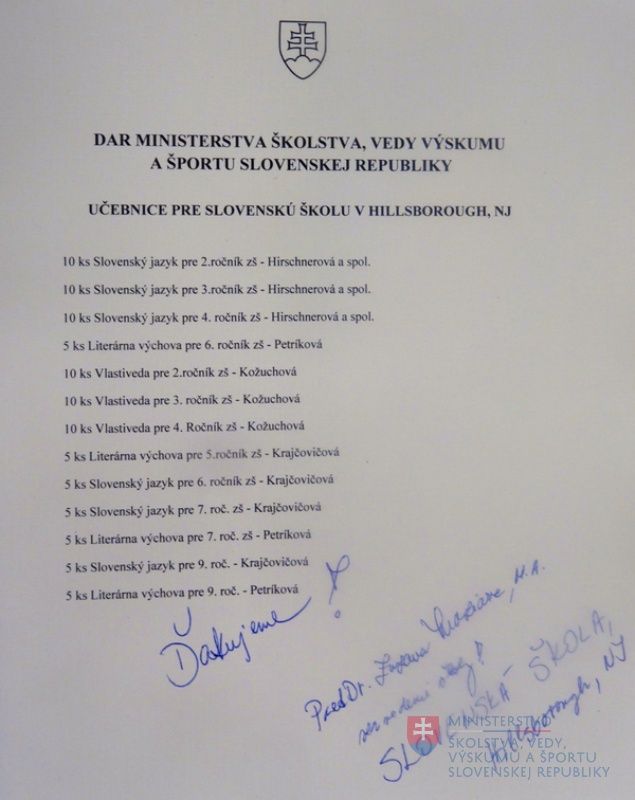 DAR MINISTERSTVA ŠKOLSTVA, VEDY VÝSKUMU
A ŠPORTU SLOVENSKEJ REPUBLIKY
UČEBNICE PRE SLOVENSKÚ ŠKOLU V HILLSBOROUGH, NJ
10 ks Slovenský jazyk pre 2.ročník zš - Hirschnerová a spol.
10 ks Slovenský jazyk pre 3.ročník zš - Hirschnerová a spol.
10 ks Slovenský jazyk pre 4. ročník zš - Hirschnerová a spol.
5 ks Literárna výchova pre 6. ročník zš - Petríková
10 ks Vlastiveda pre 2.ročník zš - Kožuchová
10 ks Vlastiveda pre 3. ročník zš - Kožuchová
10 ks Vlastiveda pre 4. Ročník zš - Kožuchová
5 ks Literárna výchova pre 5.ročník zš - Krajčovičová
5 ks Slovenský jazyk pre 6. ročník zš - Krajčovičová
5 ks Slovenský jazyk pre 7. roč. zš - Krajčovičová
5 ks Literárna výchova pre 7. roč. zš - Petríková
5 ks Slovenský jazyk pre 9. roč. - Krajčovičová
5 ks Literárna výchova pre 9. roč. - Petríková
Ďakujeme!
PaedDr. M.A.
SLOVENSKÁ ŠKOLA,
Hillsborough, NJ
MINISTERSTVO
ŠKOLSTVA, VEDY,
VÝSKUMU A ŠPORTU
SLOVENSKEJ REPUBLIKY